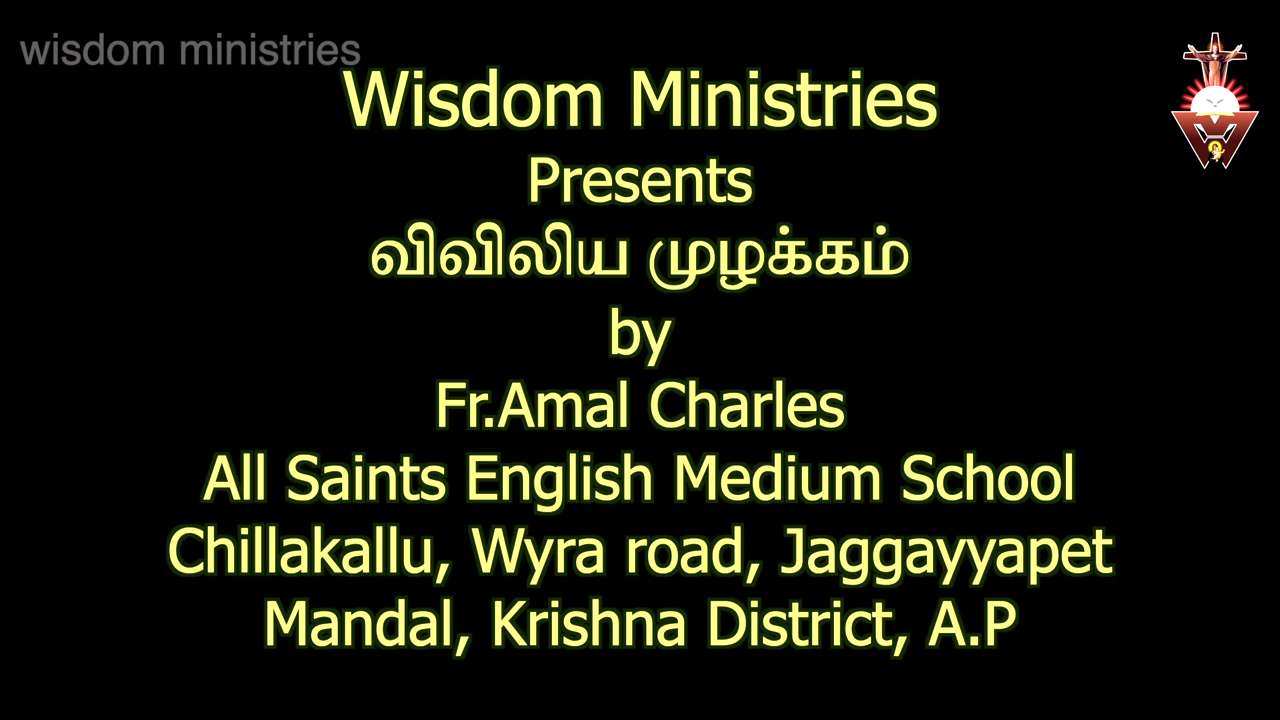 wisdom ministries
Wisdom Ministries
Presents
விவிலிய முழக்கம்
by
Fr.Amal Charles
All Saints English Medium School
Chillakallu, Wyra road, Jaggayyapet
Mandal, Krishna District, A.P